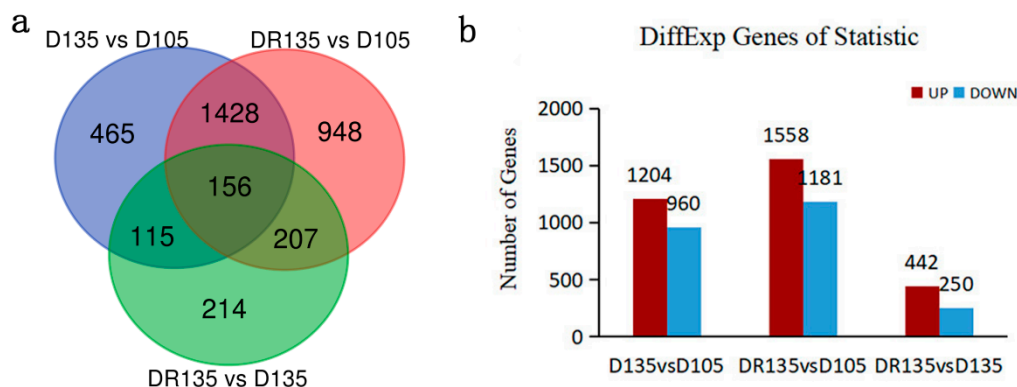 a
D135 vs D105
DR135 vs D105
465
1428
948
156
115
207
214
DR135 vs D135
b
DiffExp Genes of Statistic
UP DOWN
Number of Genes
2000
1500
1000
500
0
1204
960
1558
1181
442
250
D135vsD105 DR135vsD105 DR135vsD135